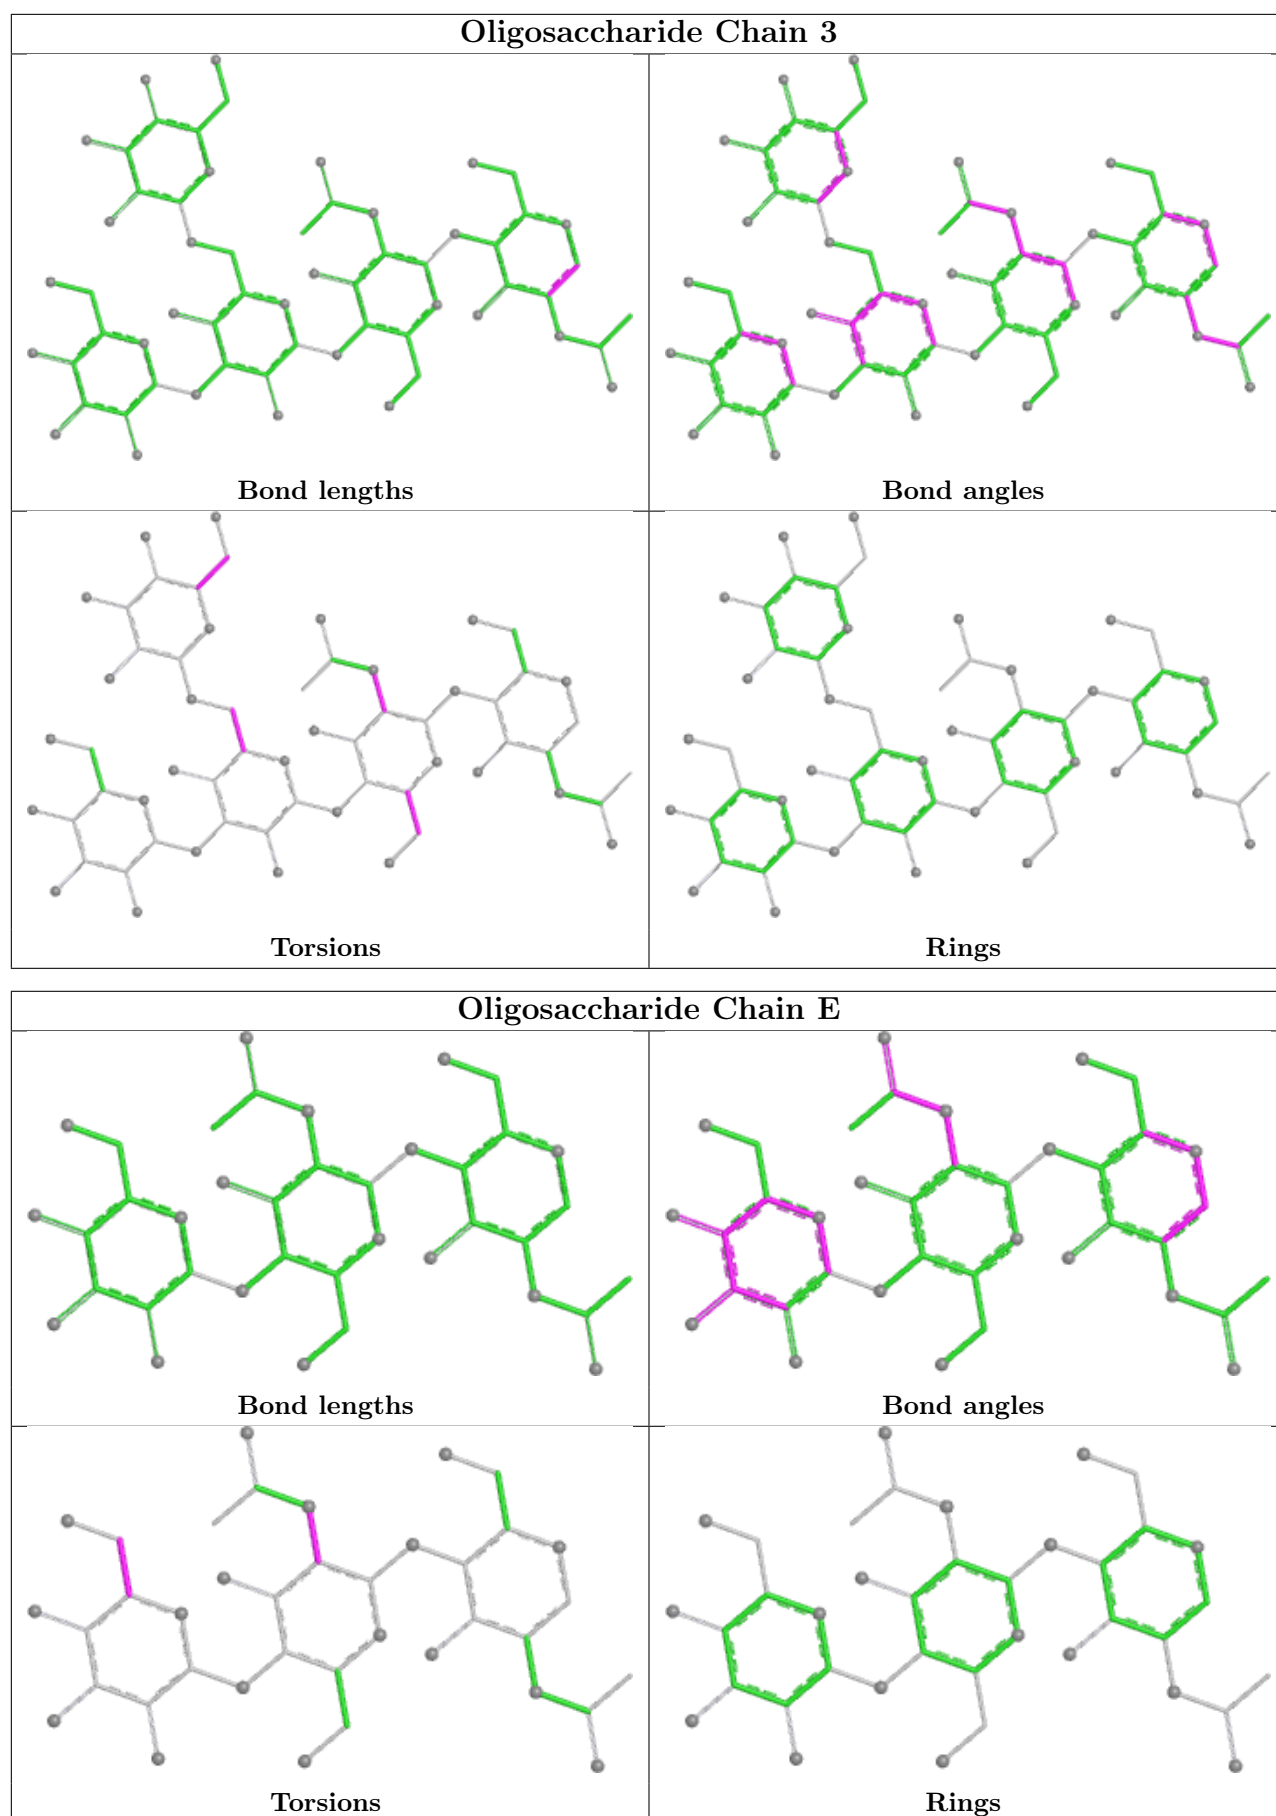 Oligosaccharide Chain 3
Bond lengths
Bond angles
Torsions
Rings
Oligosaccharide Chain E
Bond lengths
Bond angles
Torsions
Rings